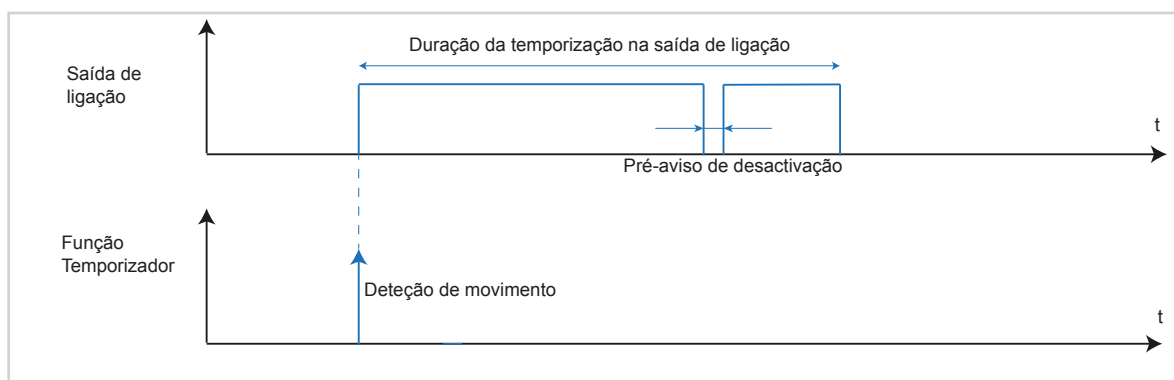 Duração da temporização na saída de ligação
Saída de
ligação
t
Pré-aviso de desactivação
Função
Temporizador
Deteção de movimento
t